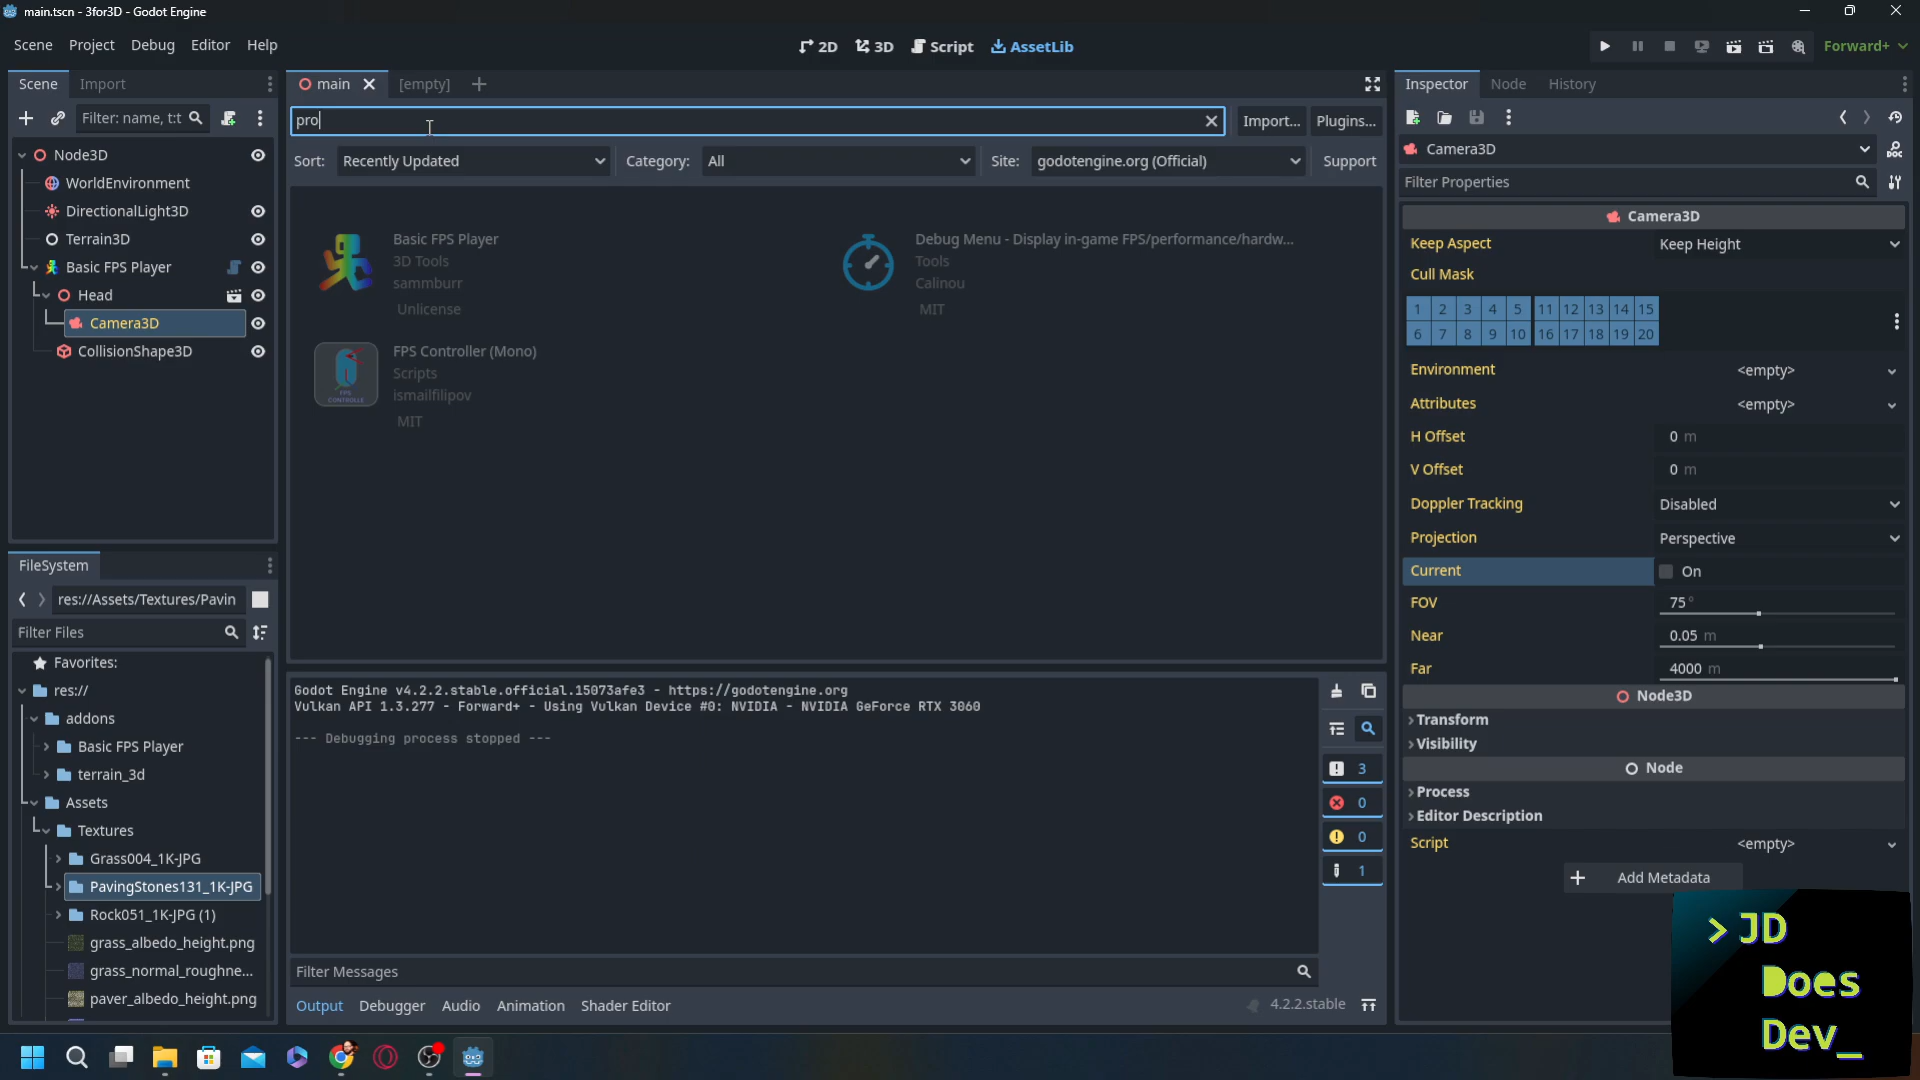 main.tscn - 3for3D - Godot Engine
Scene Project Debug Editor Help
2D 3D Script AssetLib
Forward+
Scene Import
main [empty]
Inspector Node History
Filter: name, t:t
pro
Import... Plugins...
Sort: Recently Updated Category: All Site: godotengine.org (Official) Support
Node3D
WorldEnvironment
DirectionalLight3D
Terrain3D
Basic FPS Player
Head
Camera3D
CollisionShape3D
Basic FPS Player
3D Tools
sammburr
Unlicense
Debug Menu - Display in-game FPS/performance/hardw...
Tools
Calinou
MIT
FPS Controller (Mono)
Scripts
ismailfilipov
MIT
FPS
CONTROLLE
Camera3D
Filter Properties
Camera3D
Keep Aspect Keep Height
Cull Mask
1 2 3 4 5 11 12 13 14 15
6 7 8 9 10 16 17 18 19 20
Environment <empty>
Attributes <empty>
H Offset 0 m
V Offset 0 m
Doppler Tracking Disabled
Projection Perspective
Current On
FOV 75 °
Near 0.05 m
Far 4000 m
Node3D
Transform
Visibility
Node
Process
Editor Description
Script <empty>
Add Metadata
FileSystem
res://Assets/Textures/Pavin
Filter Files
Favorites:
res://
addons
Basic FPS Player
terrain_3d
Assets
Textures
Grass004_1K-JPG
PavingStones131_1K-JPG
Rock051_1K-JPG (1)
grass_albedo_height.png
grass_normal_roughne...
paver_albedo_height.png
Godot Engine v4.2.2.stable.official.15073afe3 - https://godotengine.org
Vulkan API 1.3.277 - Forward+ - Using Vulkan Device #0: NVIDIA - NVIDIA GeForce RTX 3060
--- Debugging process stopped ---
3
0
0
1
Filter Messages
Output Debugger Audio Animation Shader Editor
4.2.2.stable
> JD
Does
Dev_